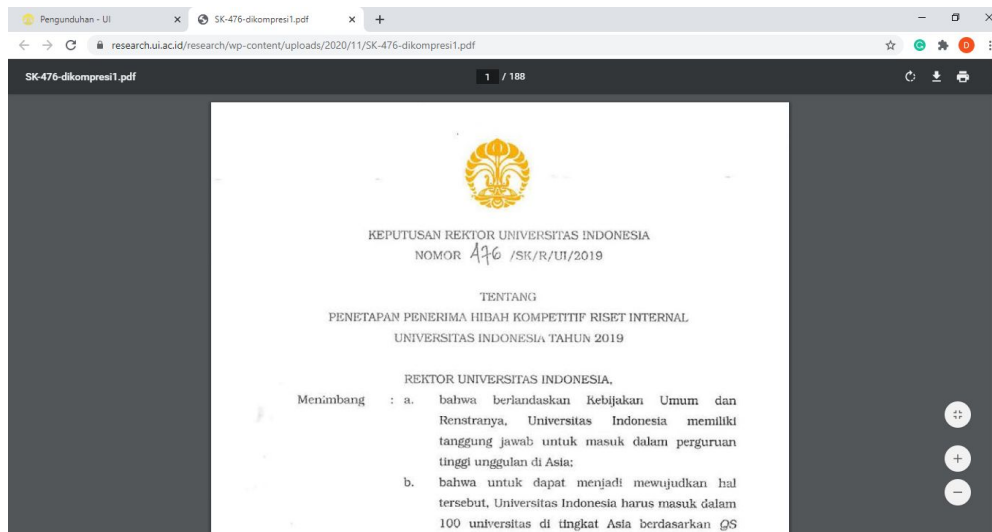 Pengunduhan - UI
SK-476-dikompresi1.pdf
research.ui.ac.id/research/wp-content/uploads/2020/11/SK-476-dikompresi1.pdf
D
SK-476-dikompresi1.pdf
1 / 188
KEPUTUSAN REKTOR UNIVERSITAS INDONESIA
NOMOR 476 /SK/R/UI/2019
TENTANG
PENETAPAN PENERIMA HIBAH KOMPETITIF RISET INTERNAL
UNIVERSITAS INDONESIA TAHUN 2019
REKTOR UNIVERSITAS INDONESIA,
Menimbang : a. bahwa berlandaskan Kebijakan Umum dan
Renstranya, Universitas Indonesia memiliki
tanggung jawab untuk masuk dalam perguruan
tinggi unggulan di Asia;
b. bahwa untuk dapat menjadi mewujudkan hal
tersebut, Universitas Indonesia harus masuk dalam
100 universitas di tingkat Asia berdasarkan QS